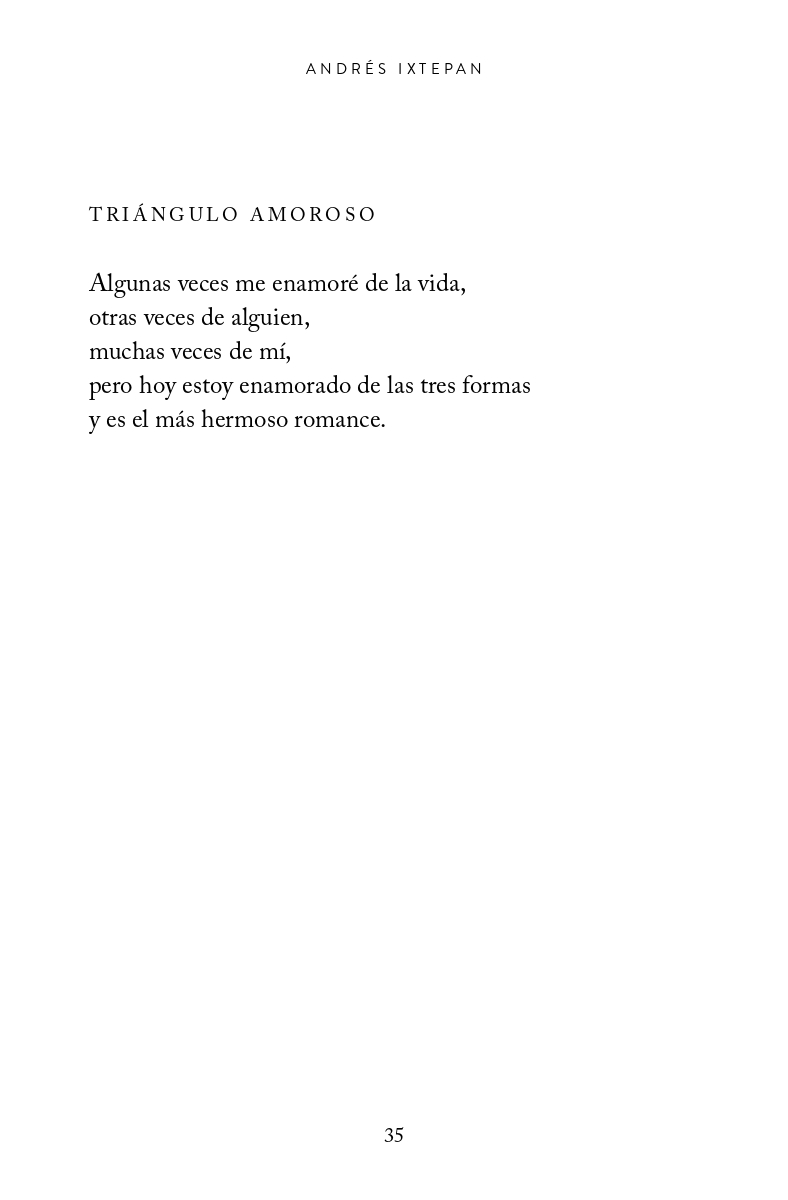 ANDRÉS IXTEPAN
TRIÁNGULO AMOROSO
Algunas veces me enamoré de la vida,
otras veces de alguien,
muchas veces de mí,
pero hoy estoy enamorado de las tres formas
y es el más hermoso romance.
35